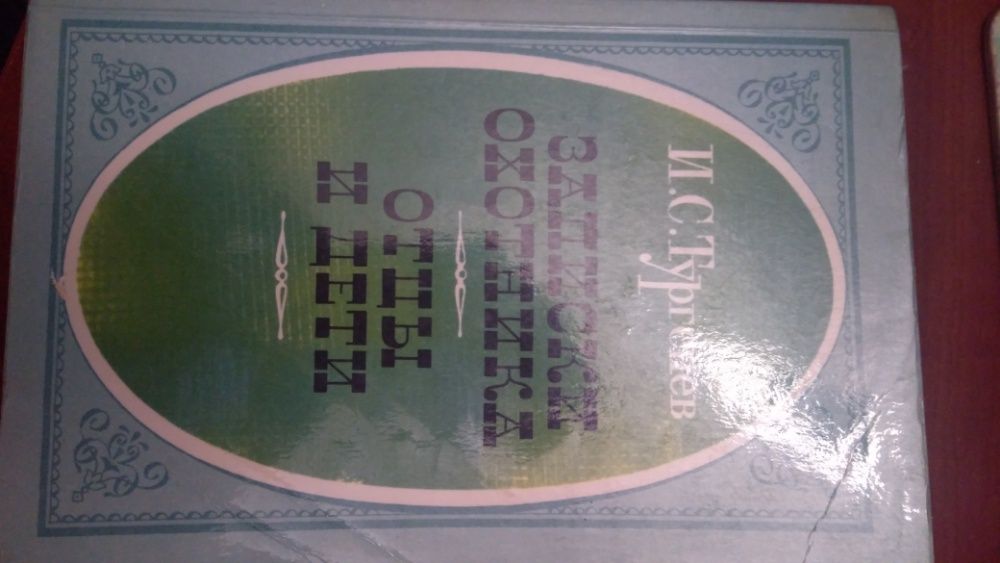 И.С.Тургенев
ЗАПИСКИ
ОХОТНИКА
ОТЦЫ
И ДЕТИ